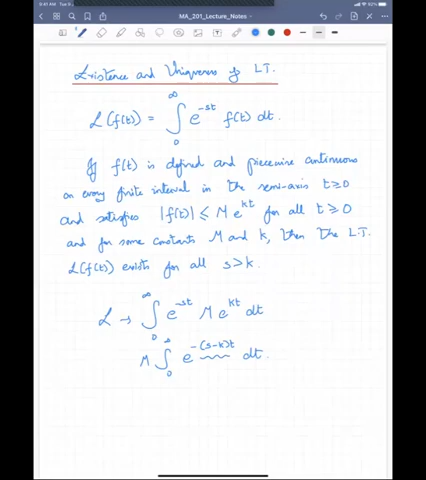 MA_201_Lecture_Notes
Existence and Uniqueness of L.T.
L(f(t)) = ∫₀^∞ e^{-st} f(t) dt.
If f(t) is defined and piecewise continuous
on every finite interval in the semi-axis t≥0
and satisfies |f(t)| ≤ M e^{kt} for all t ≥ 0
and for some constants M and k, then the L.T.
L(f(t)) exists for all s>k.
L → ∫₀^∞ e^{-st} M e^{kt} dt
M ∫₀^∞ e^{-(s-k)t} dt.